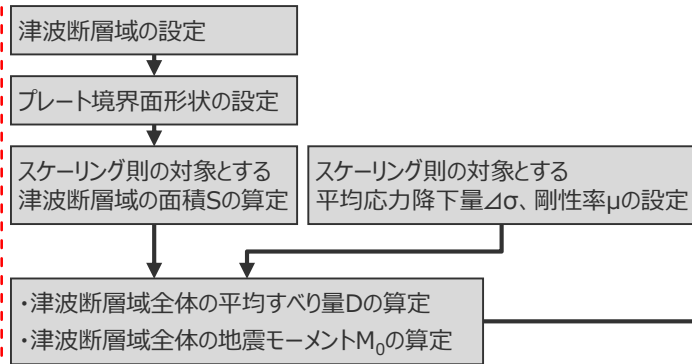 津波断層域の設定
プレート境界面形状の設定
スケーリング則の対象とする
津波断層域の面積Sの算定
スケーリング則の対象とする
平均応力降下量⊿σ、剛性率μの設定
・津波断層域全体の平均すべり量Dの算定
・津波断層域全体の地震モーメントM₀の算定